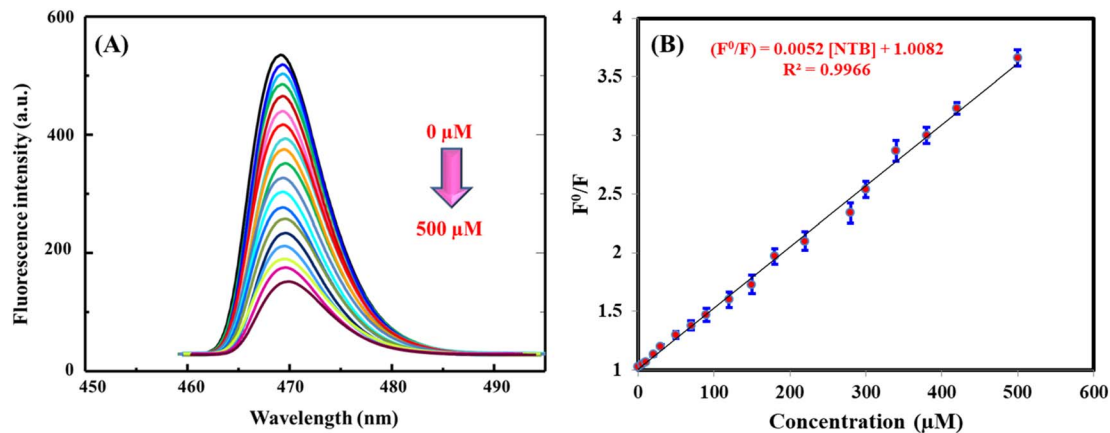 (A)
600
400
200
0
Fluorescence intensity (a.u.)
0 µM
500 µM
450 460 470 480 490
Wavelength (nm)
(B)
(F⁰/F) = 0.0052 [NTB] + 1.0082
R² = 0.9966
4
3.5
3
2.5
2
1.5
1
F⁰/F
0 100 200 300 400 500 600
Concentration (µM)